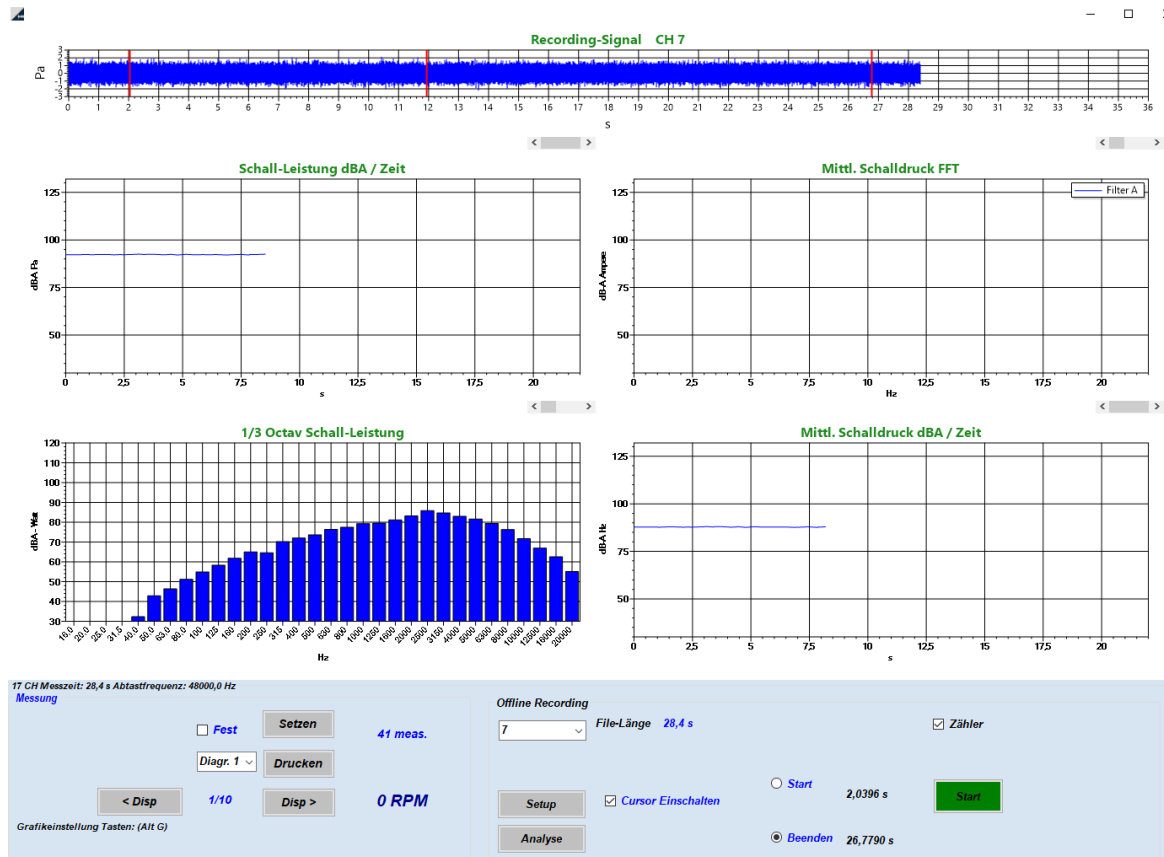 Recording-Signal CH 7
Pa
3
2
1
0
-1
-2
-3
0 1 2 3 4 5 6 7 8 9 10 11 12 13 14 15 16 17 18 19 20 21 22 23 24 25 26 27 28 29 30 31 32 33 34 35 36
s
Schall-Leistung dBA / Zeit
dBA Pa
125
100
75
50
0 2,5 5 7,5 10 12,5 15 17,5 20
s
Mittl. Schalldruck FFT
Filter A
dB-A Ampere
125
100
75
50
0 2,5 5 7,5 10 12,5 15 17,5 20
Hz
1/3 Octav Schall-Leistung
dBA - Watt
120
110
100
90
80
70
60
50
40
30
16.0 20.0 25.0 31.5 40.0 50.0 63.0 80.0 100 125 160 200 250 315 400 500 630 800 1000 1250 1600 2000 2500 3150 4000 5000 6300 8000 10000 12500 16000 20000
Hz
Mittl. Schalldruck dBA / Zeit
dB-A Hz
125
100
75
50
0 2,5 5 7,5 10 12,5 15 17,5 20
s
17 CH Messzeit: 28,4 s Abtastfrequenz: 48000,0 Hz
Messung
Fest
Setzen
41 meas.
Diagr. 1
Drucken
< Disp
1/10
Disp >
0 RPM
Grafikeinstellung Tasten: (Alt G)
Offline Recording
7
File-Länge 28,4 s
Zähler
Setup
Cursor Einschalten
Start
2,0396 s
Start
Analyse
Beenden
26,7790 s